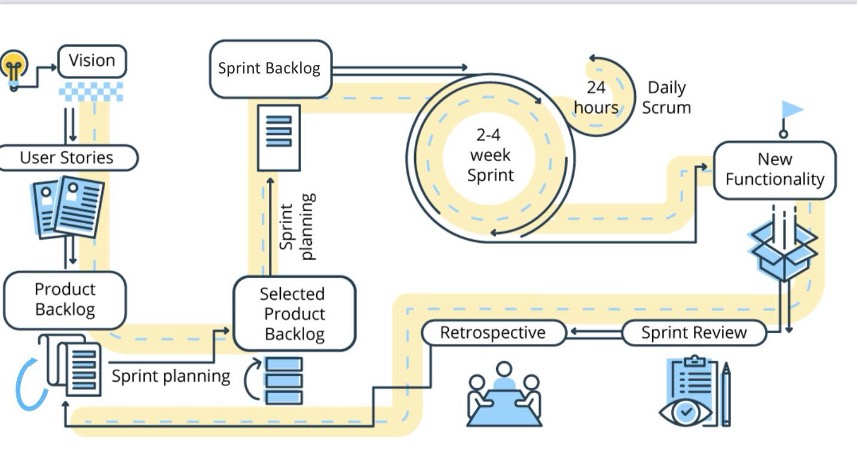 Vision
User Stories
Product
Backlog
Sprint planning
Selected
Product
Backlog
Sprint
planning
Sprint Backlog
2-4
week
Sprint
24
hours
Daily
Scrum
New
Functionality
Sprint Review
Retrospective